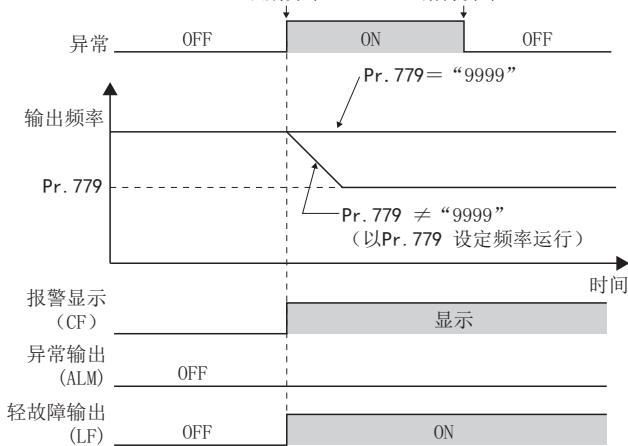 异常 OFF ON OFF
Pr.779＝“9999”
输出频率
Pr.779
Pr.779 ≠“9999”
（以Pr.779 设定频率运行）
时间
报警显示
（CF） 显示
异常输出
(ALM) OFF
轻故障输出
(LF) OFF ON